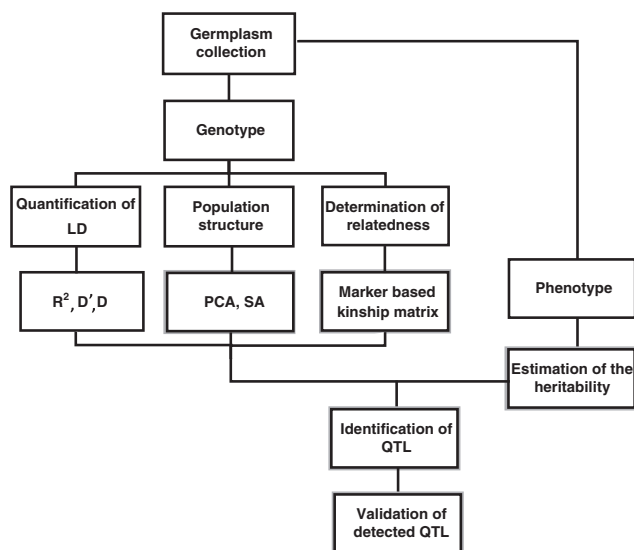 Germplasm
collection
Genotype
Quantification of
LD
Population
structure
Determination of
relatedness
R², D′, D
PCA, SA
Marker based
kinship matrix
Phenotype
Estimation of the
heritability
Identification of
QTL
Validation of
detected QTL